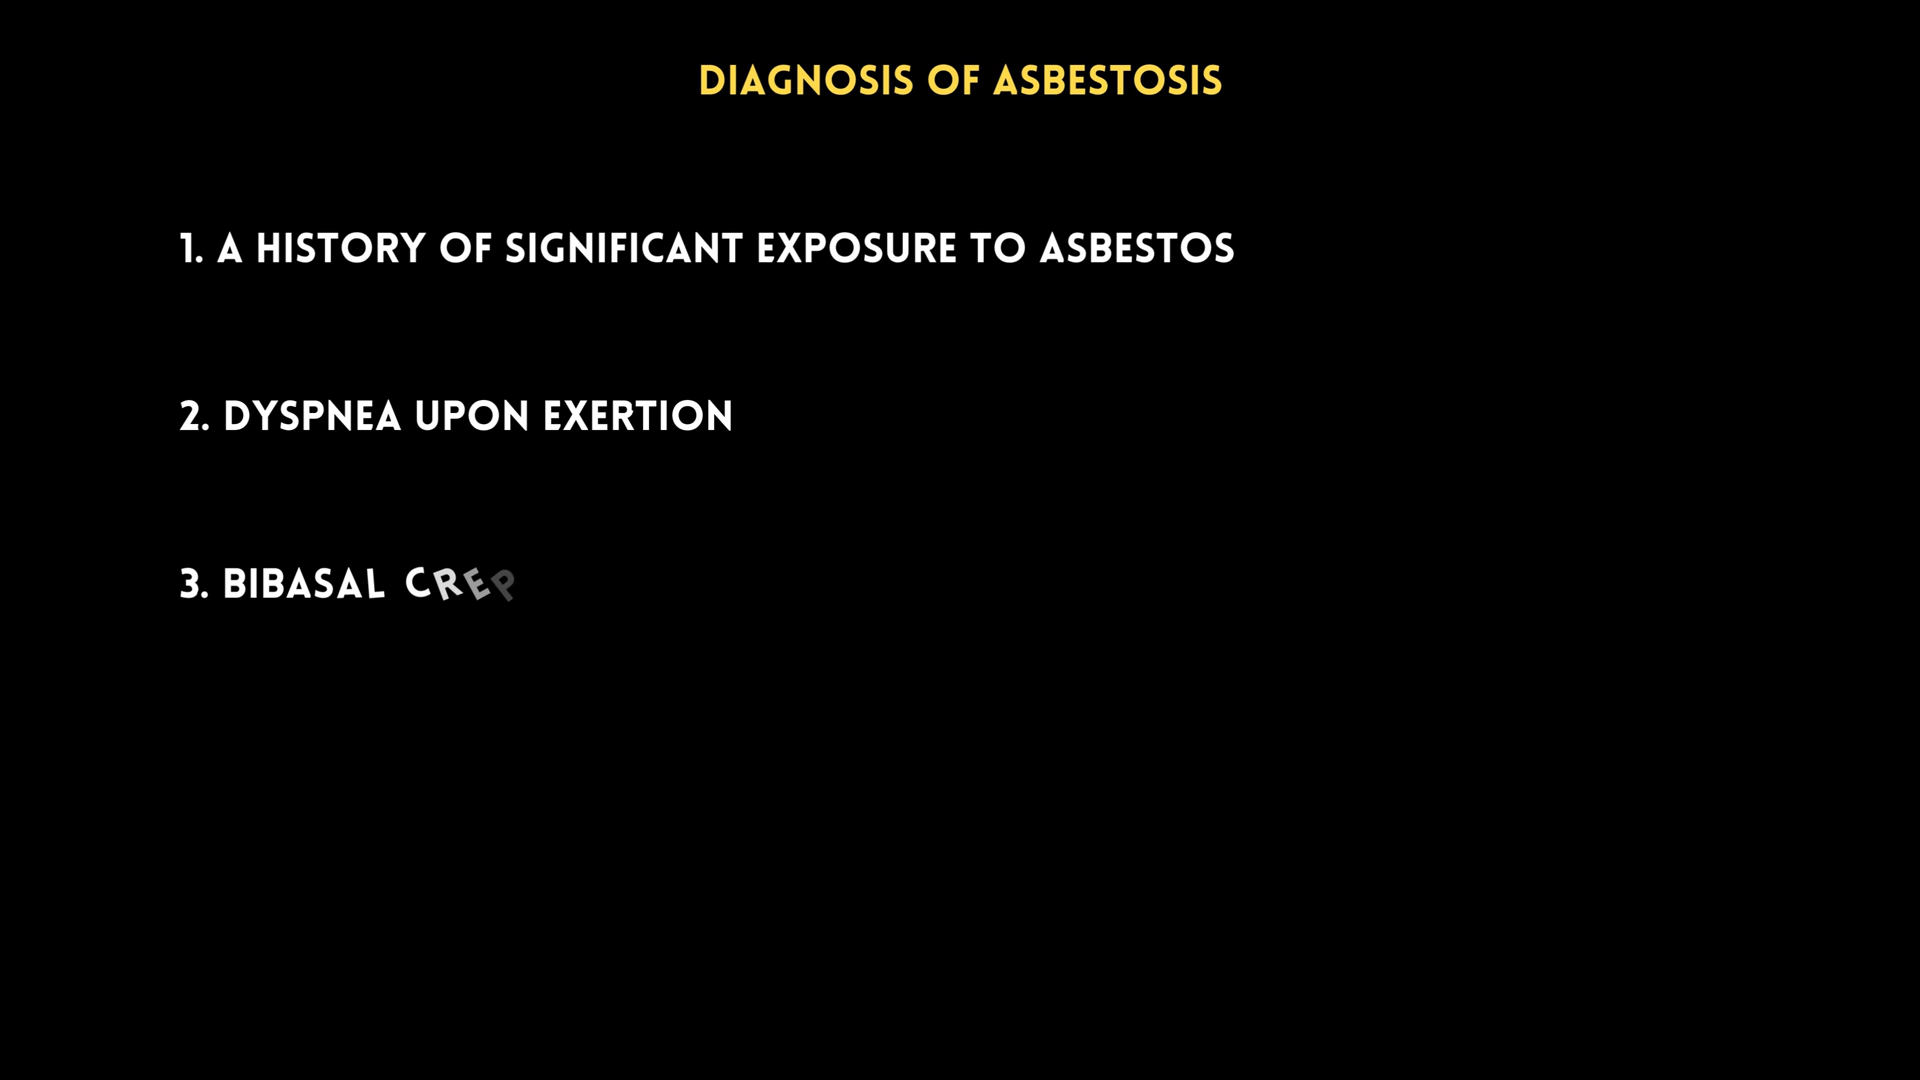 DIAGNOSIS OF ASBESTOSIS
1. A HISTORY OF SIGNIFICANT EXPOSURE TO ASBESTOS
2. DYSPNEA UPON EXERTION
3. BIBASAL CREP